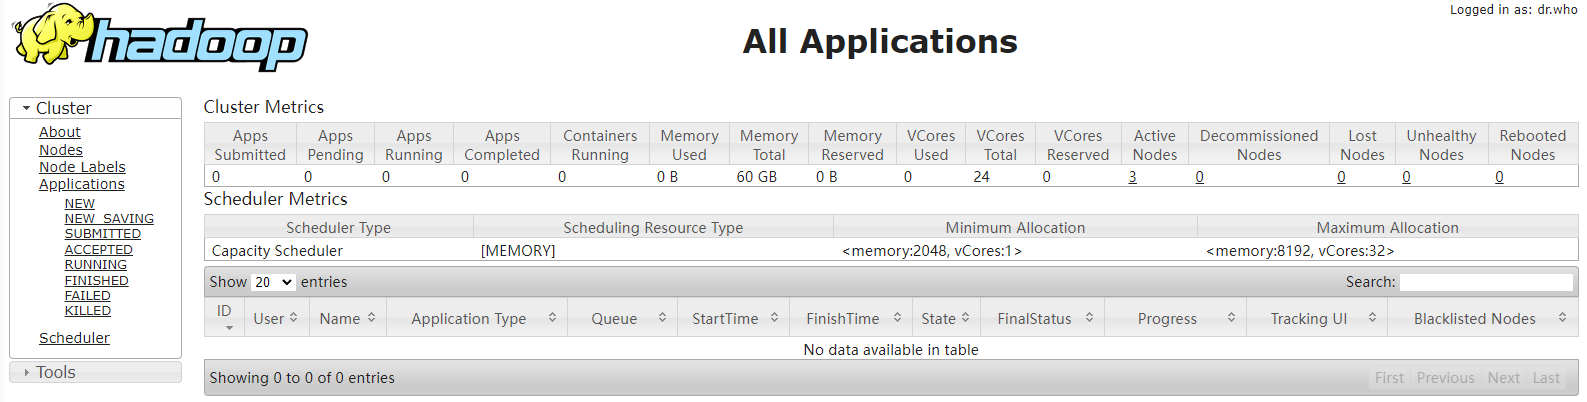 Logged in as: dr.who
hadoop
All Applications
Cluster
About
Nodes
Node Labels
Applications
NEW
NEW_SAVING
SUBMITTED
ACCEPTED
RUNNING
FINISHED
FAILED
KILLED
Scheduler
Tools
Cluster Metrics
Apps Submitted Apps Pending Apps Running Apps Completed Containers Running Memory Used Memory Total Memory Reserved VCores Used VCores Total VCores Reserved Active Nodes Decommissioned Nodes Lost Nodes Unhealthy Nodes Rebooted Nodes
0 0 0 0 0 0 B 60 GB 0 B 0 24 0 3 0 0 0 0
Scheduler Metrics
Scheduler Type Scheduling Resource Type Minimum Allocation Maximum Allocation
Capacity Scheduler [MEMORY] <memory:2048, vCores:1> <memory:8192, vCores:32>
Show 20 entries Search:
ID User Name Application Type Queue StartTime FinishTime State FinalStatus Progress Tracking UI Blacklisted Nodes
No data available in table
Showing 0 to 0 of 0 entries First Previous Next Last